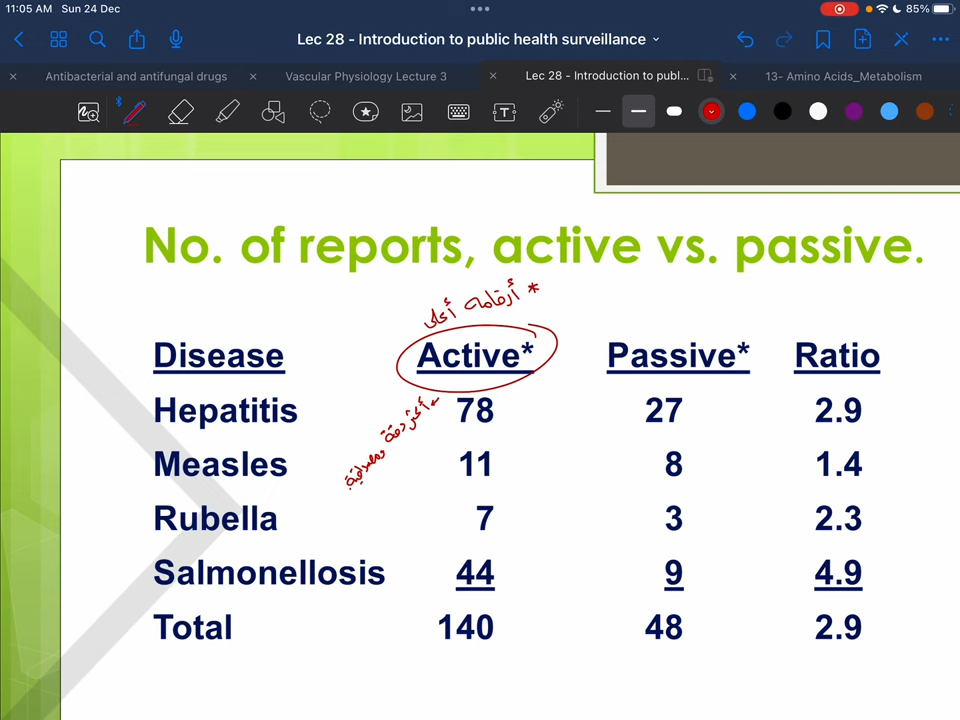 11:05 AM Sun 24 Dec
85%
Lec 28 - Introduction to public health surveillance
Antibacterial and antifungal drugs
Vascular Physiology Lecture 3
Lec 28 - Introduction to publ...
13- Amino Acids_Metabolism
No. of reports, active vs. passive.
* أرقامه أعلى
Disease Active* Passive* Ratio
* أكثر دقة ومصداقية.
Hepatitis 78 27 2.9
Measles 11 8 1.4
Rubella 7 3 2.3
Salmonellosis 44 9 4.9
Total 140 48 2.9